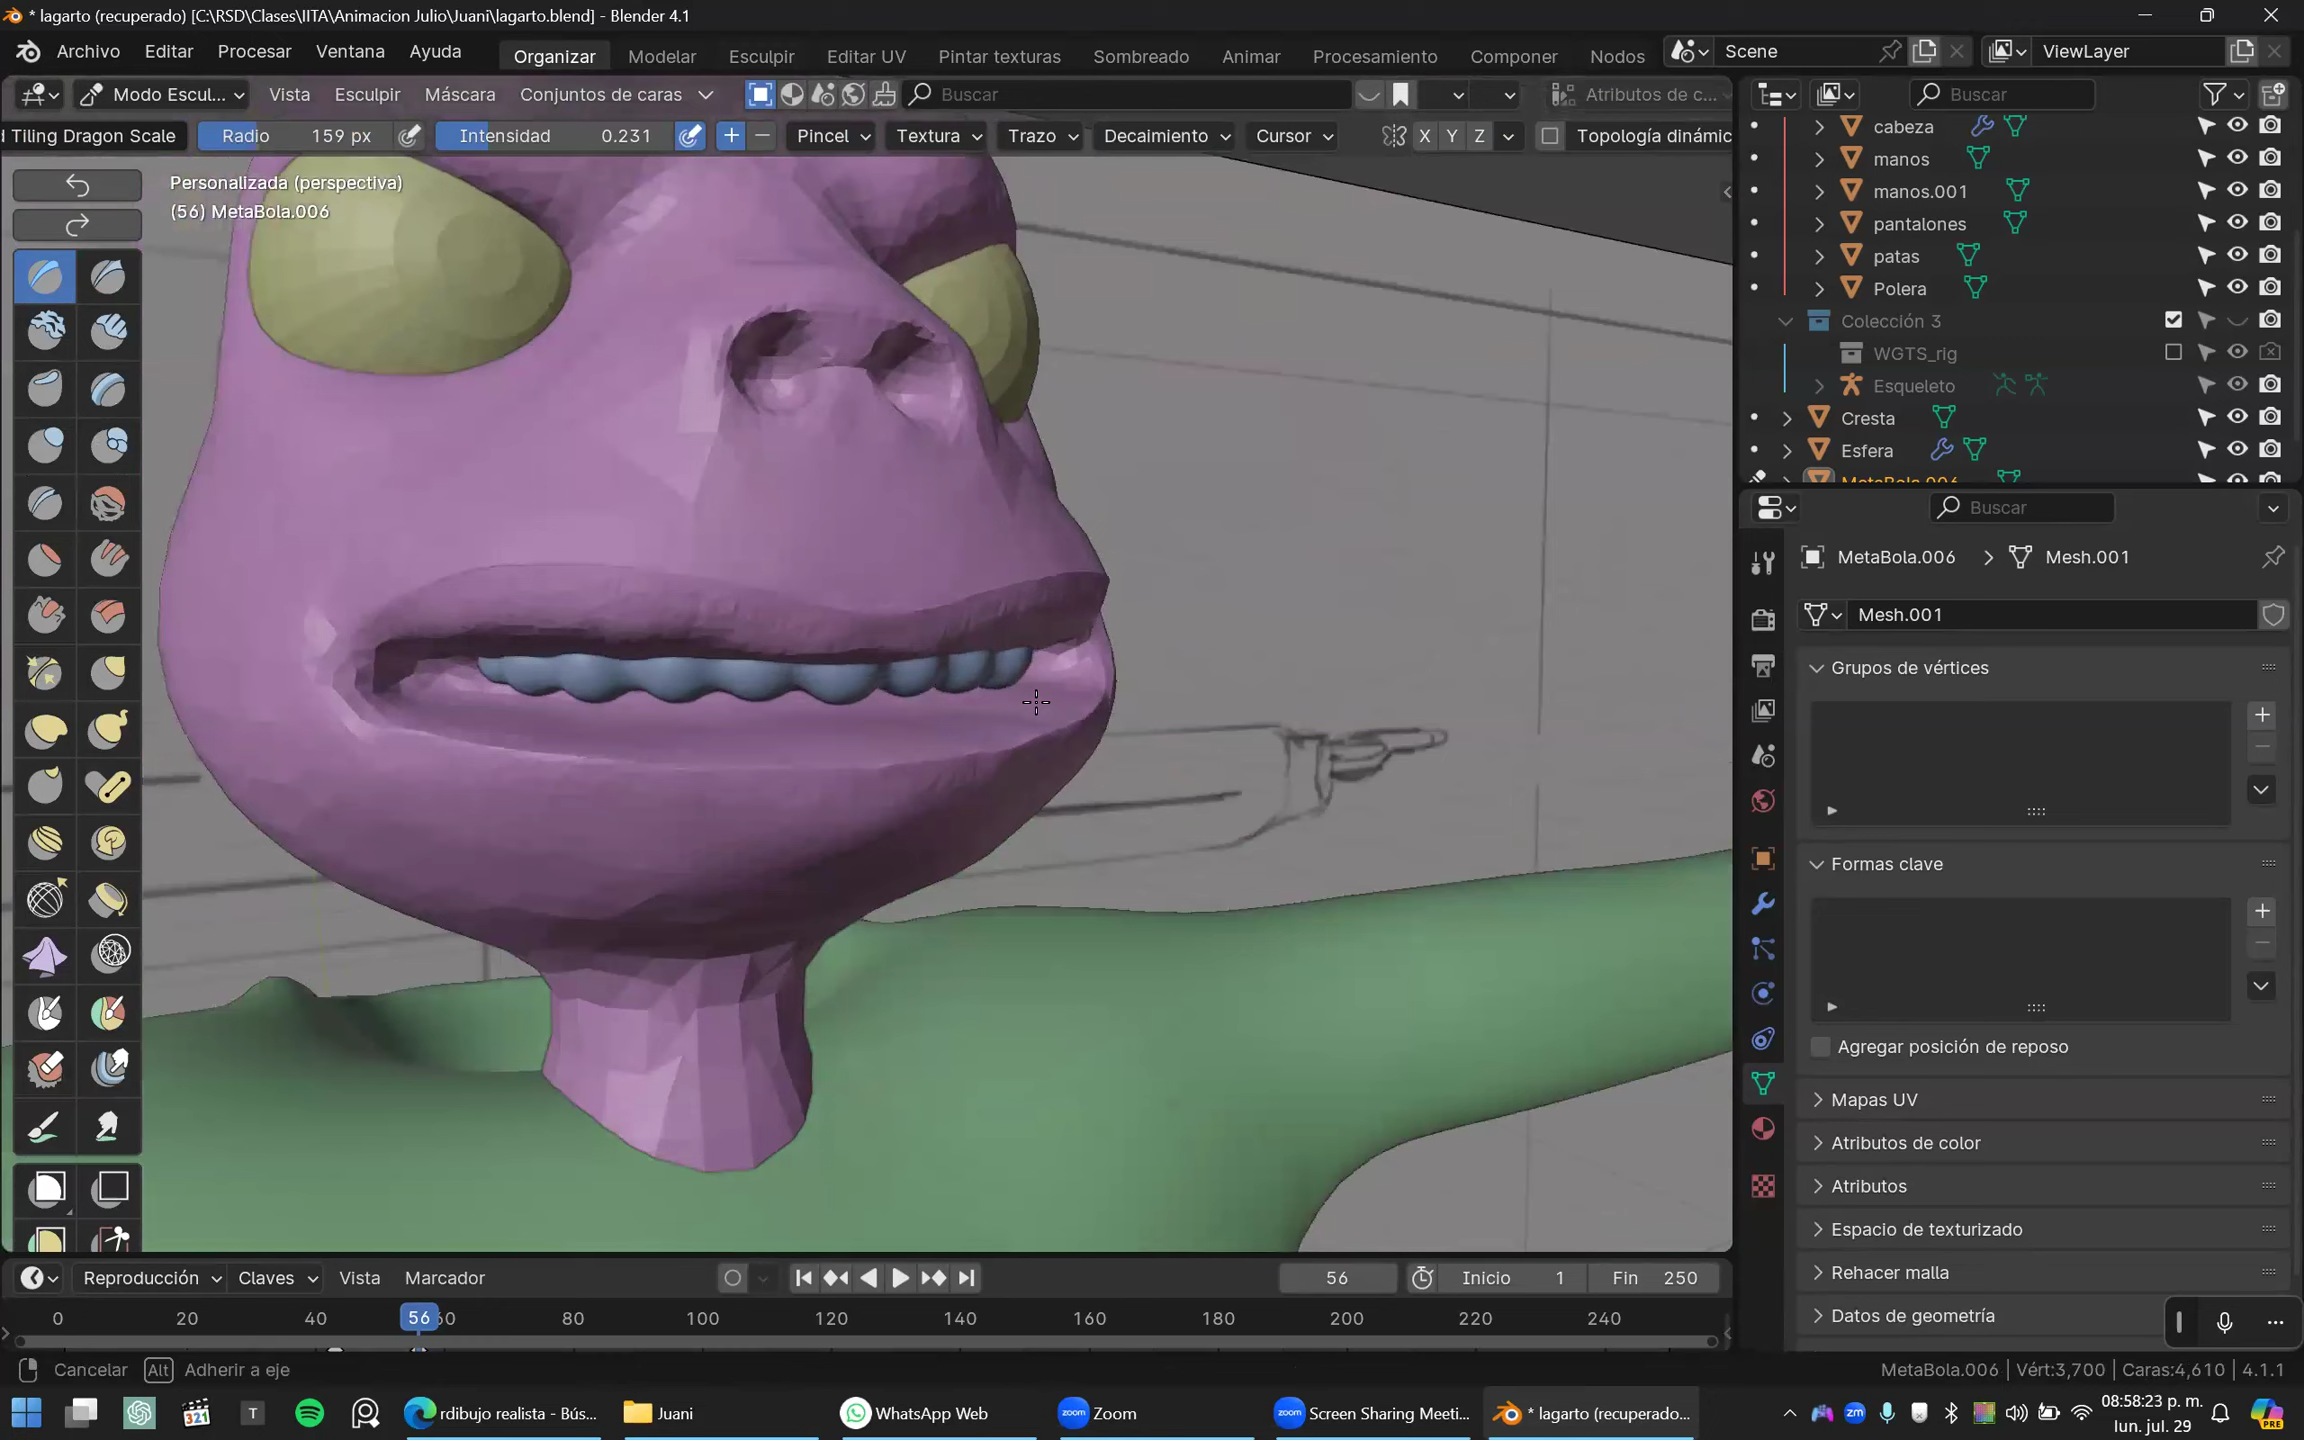 * lagarto (recuperado) [C:\RSD\Clases\IITA\Animacion Julio\Juani\lagarto.blend] - Blender 4.1
Archivo Editar Procesar Ventana Ayuda Organizar Modelar Esculpir Editar UV Pintar texturas Sombreado Animar Procesamiento Componer Nodos Scene ViewLayer
Modo Escul... Vista Esculpir Máscara Conjuntos de caras Buscar Atributos de c... Buscar
Tiling Dragon Scale Radio 159 px Intensidad 0.231 Pincel Textura Trazo Decaimiento Cursor X Y Z Topología dinámic
Personalizada (perspectiva)
(56) MetaBola.006
cabeza
manos
manos.001
pantalones
patas
Polera
Colección 3
WGTS_rig
Esqueleto
Cresta
Esfera
MetaBola.006
Buscar
MetaBola.006 > Mesh.001
Mesh.001
Grupos de vértices
Formas clave
Agregar posición de reposo
Mapas UV
Atributos de color
Atributos
Espacio de texturizado
Rehacer malla
Datos de geometría
Reproducción Claves Vista Marcador 56 Inicio 1 Fin 250
0 20 40 56 60 80 100 120 140 160 180 200 220 240
Cancelar Alt Adherir a eje MetaBola.006 | Vért:3,700 | Caras:4,610 | 4.1.1
321 T rdibujo realista - Bús... Juani WhatsApp Web zoom Zoom zoom Screen Sharing Meeti... * lagarto (recuperado... zm 08:58:23 p. m. PRE
lun. jul. 29